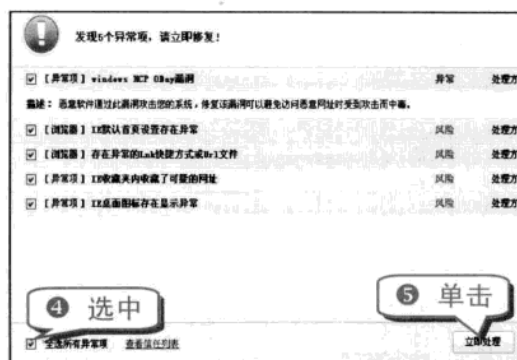 发现5个异常项，请立即修复！
【异常项】windows HCP 0Day漏洞 异常 处理方
描述： 恶意软件通过此漏洞攻击您的系统，修复该漏洞可以避免访问恶意网址时受到攻击而中毒。
【浏览器】IE默认首页设置存在异常 风险 处理方
【浏览器】存在异常的Lnk快捷方式或Url文件 风险 处理方
【异常项】IE收藏夹内收藏了可疑的网址 风险 处理方
【异常项】IE桌面图标存在显示异常 风险 处理方
❹ 选中
❺ 单击
全选所有异常项 查看信任列表 立即处理